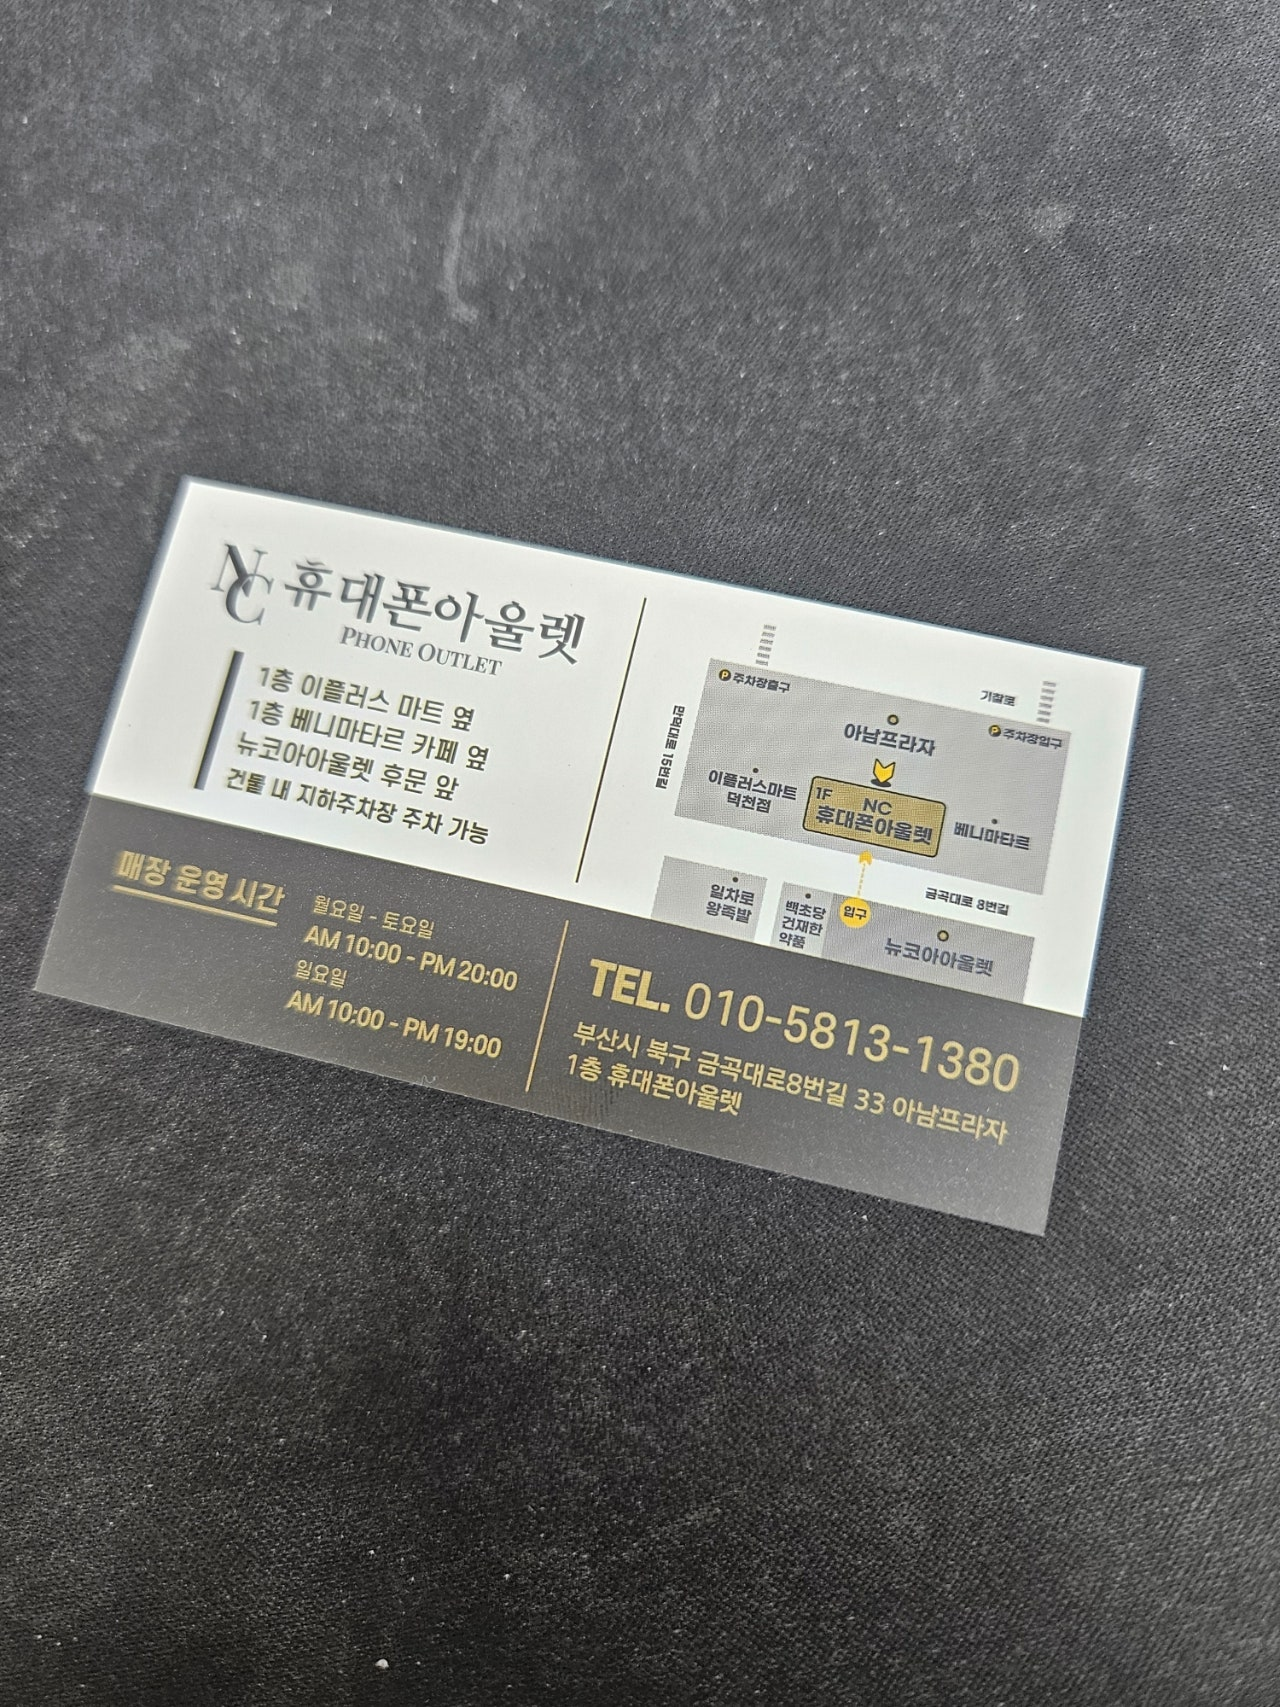 NC 휴대폰아울렛
PHONE OUTLET
1층 이플러스 마트 옆
1층 베니마타르 카페 옆
뉴코아아울렛 후문 앞
건물 내 지하주차장 주차 가능
P 주차장출구
기찰로
P 주차장입구
만덕대로 15번길
아남프라자
이플러스마트
덕천점
1F NC
휴대폰아울렛
베니마타르
금곡대로 8번길
일차로
왕족발
백초당
건재한
약품
입구
뉴코아아울렛
매장 운영 시간
월요일 - 토요일
AM 10:00 - PM 20:00
일요일
AM 10:00 - PM 19:00
TEL. 010-5813-1380
부산시 북구 금곡대로8번길 33 아남프라자
1층 휴대폰아울렛